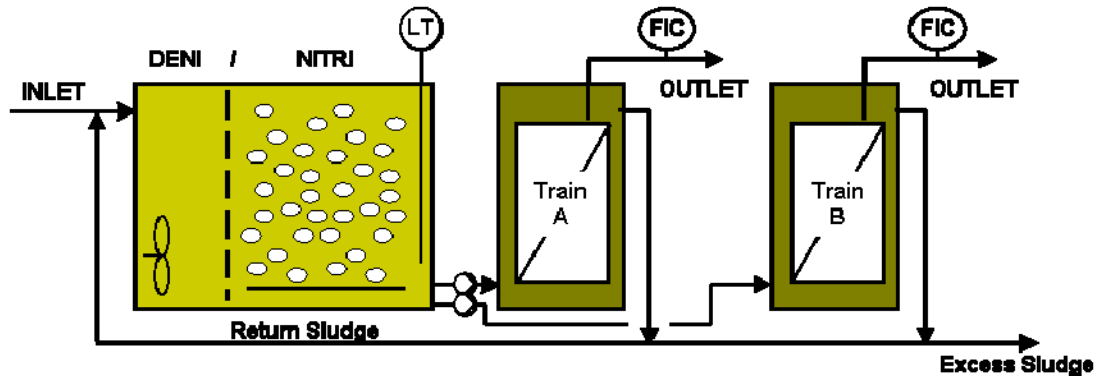 LT
FIC
FIC
DENI / NITRI
INLET
OUTLET
OUTLET
Train
A
Train
B
Return Sludge
Excess Sludge